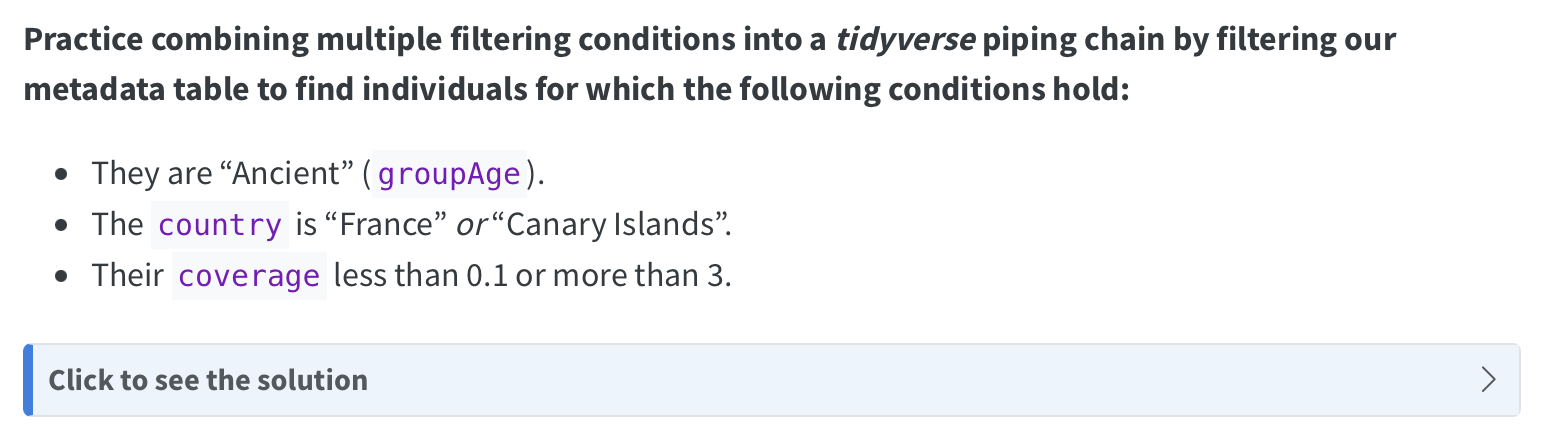 Practice combining multiple filtering conditions into a tidyverse piping chain by filtering our
metadata table to find individuals for which the following conditions hold:
• They are “Ancient” (groupAge).
• The country is “France” or “Canary Islands”.
• Their coverage less than 0.1 or more than 3.
Click to see the solution